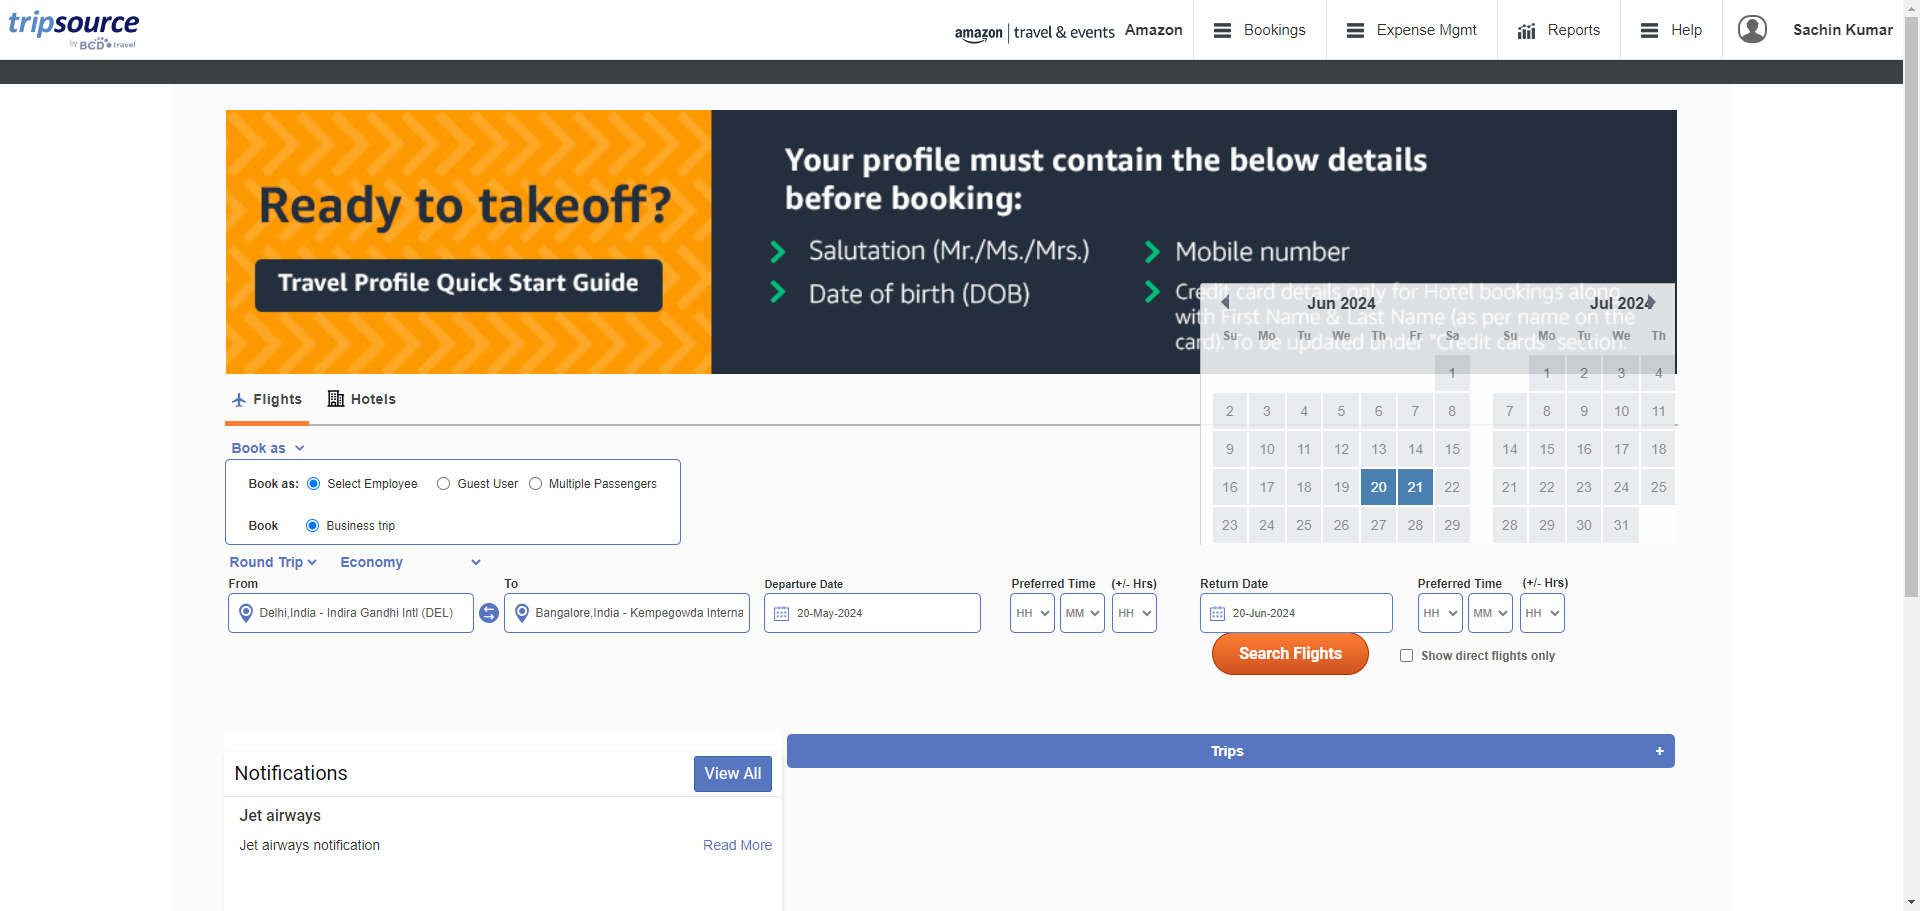 tripsource
by BCD travel
amazon | travel & events Amazon
Bookings
Expense Mgmt
Reports
Help
Sachin Kumar
Ready to takeoff?
Travel Profile Quick Start Guide
Your profile must contain the below details
before booking:
Salutation (Mr./Ms./Mrs.)
Date of birth (DOB)
Mobile number
Credit card details only for Hotel bookings along
with First Name & Last Name (as per name on the
card). To be updated under "Credit cards" section.
Jun 2024
Su Mo Tu We Th Fr Sa
1
2 3 4 5 6 7 8
9 10 11 12 13 14 15
16 17 18 19 20 21 22
23 24 25 26 27 28 29
Jul 2024
Su Mo Tu We Th
1 2 3 4
7 8 9 10 11
14 15 16 17 18
21 22 23 24 25
28 29 30 31
Flights
Hotels
Book as
Book as: Select Employee Guest User Multiple Passengers
Book Business trip
Round Trip Economy
From
Delhi,India - Indira Gandhi Intl (DEL)
To
Bangalore,India - Kempegowda Interna
Departure Date
20-May-2024
Preferred Time (+/- Hrs)
HH MM HH
Return Date
20-Jun-2024
Preferred Time (+/- Hrs)
HH MM HH
Search Flights
Show direct flights only
Notifications
View All
Jet airways
Jet airways notification
Read More
Trips +